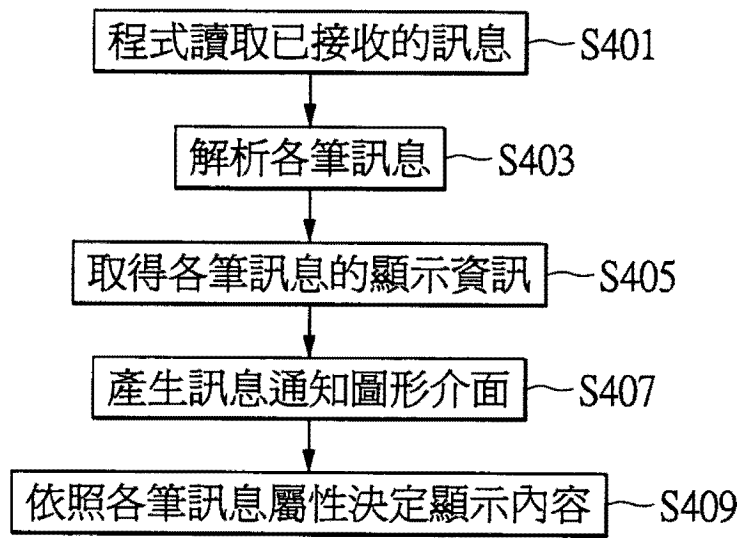 程式讀取已接收的訊息 S401
解析各筆訊息 S403
取得各筆訊息的顯示資訊 S405
產生訊息通知圖形介面 S407
依照各筆訊息屬性決定顯示內容 S409